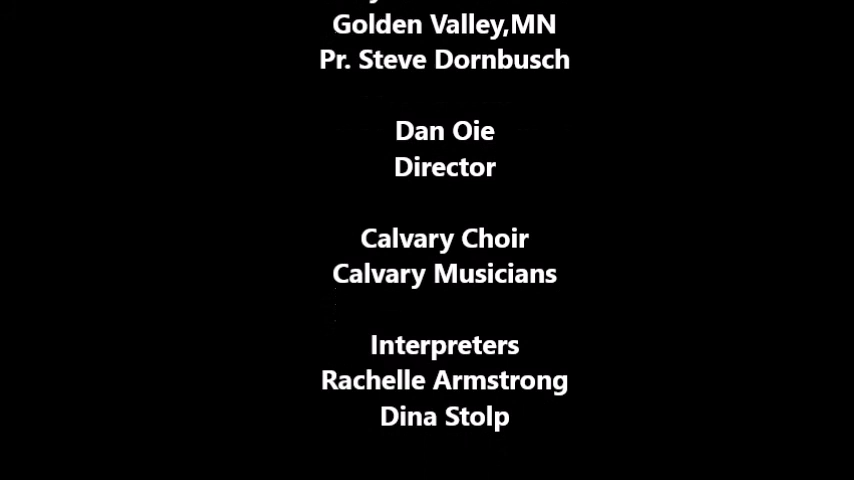 Golden Valley,MN
Pr. Steve Dornbusch
Dan Oie
Director
Calvary Choir
Calvary Musicians
Interpreters
Rachelle Armstrong
Dina Stolp